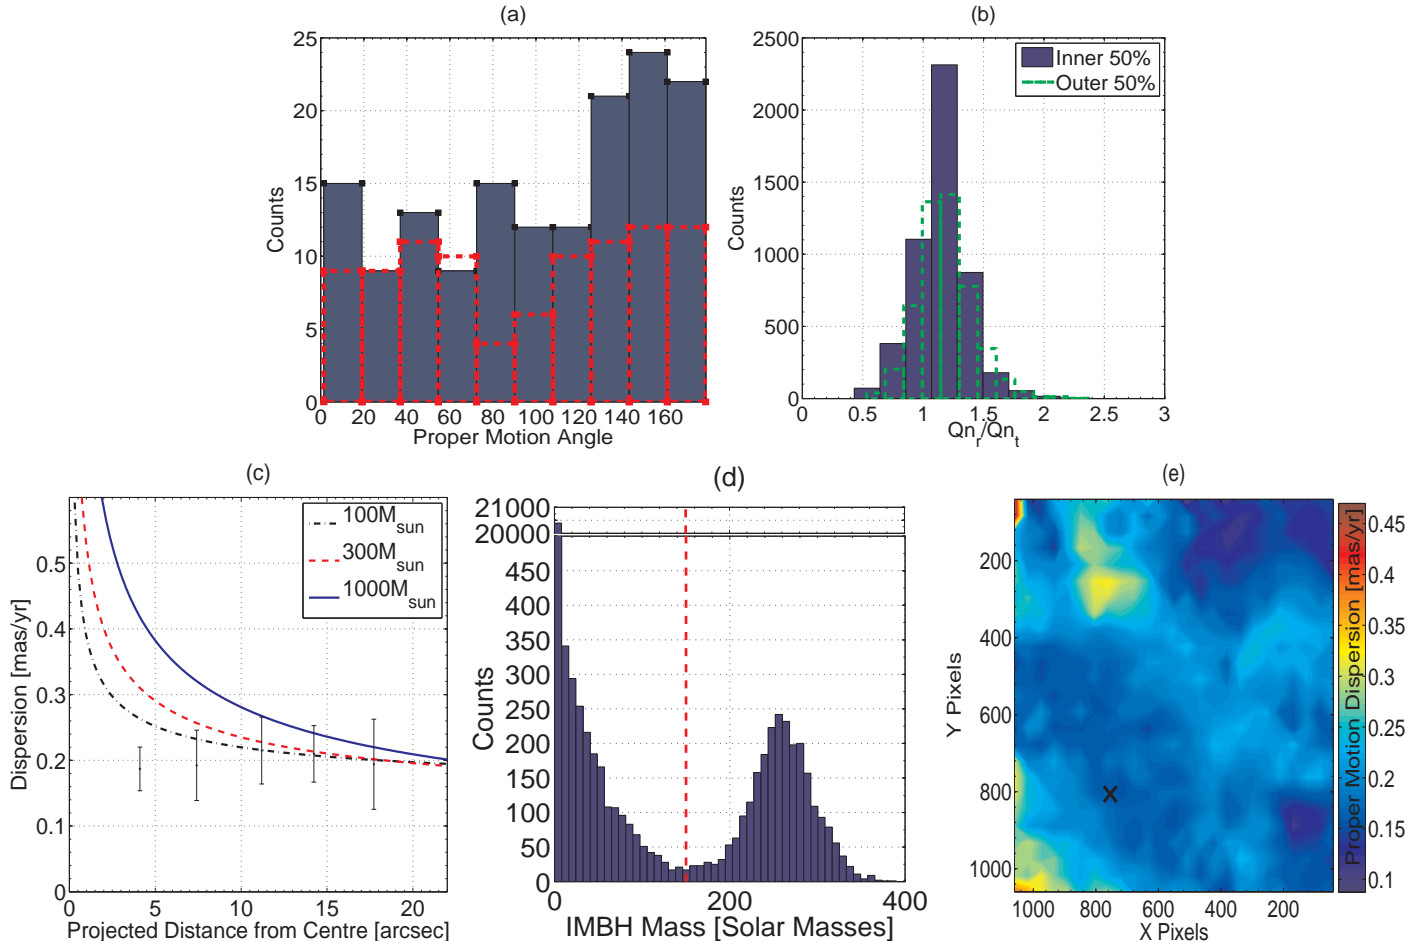 (a)
25
20
15
10
5
0
Counts
0 20 40 60 80 100 120 140 160
Proper Motion Angle
(b)
2500
2000
1500
1000
500
0
Counts
Inner 50%
Outer 50%
0 0.5 1 1.5 2 2.5 3
Qn_r/Qn_t
(c)
0.5
0.4
0.3
0.2
0.1
0
Dispersion [mas/yr]
100M_sun
300M_sun
1000M_sun
0 5 10 15 20
Projected Distance from Centre [arcsec]
(d)
21000
20000
450
400
350
300
250
200
150
100
50
0
Counts
0 200 400
IMBH Mass [Solar Masses]
(e)
200
400
600
800
1000
Y Pixels
X
1000 800 600 400 200
X Pixels
0.45
0.4
0.35
0.3
0.25
0.2
0.15
0.1
Proper Motion Dispersion [mas/yr]